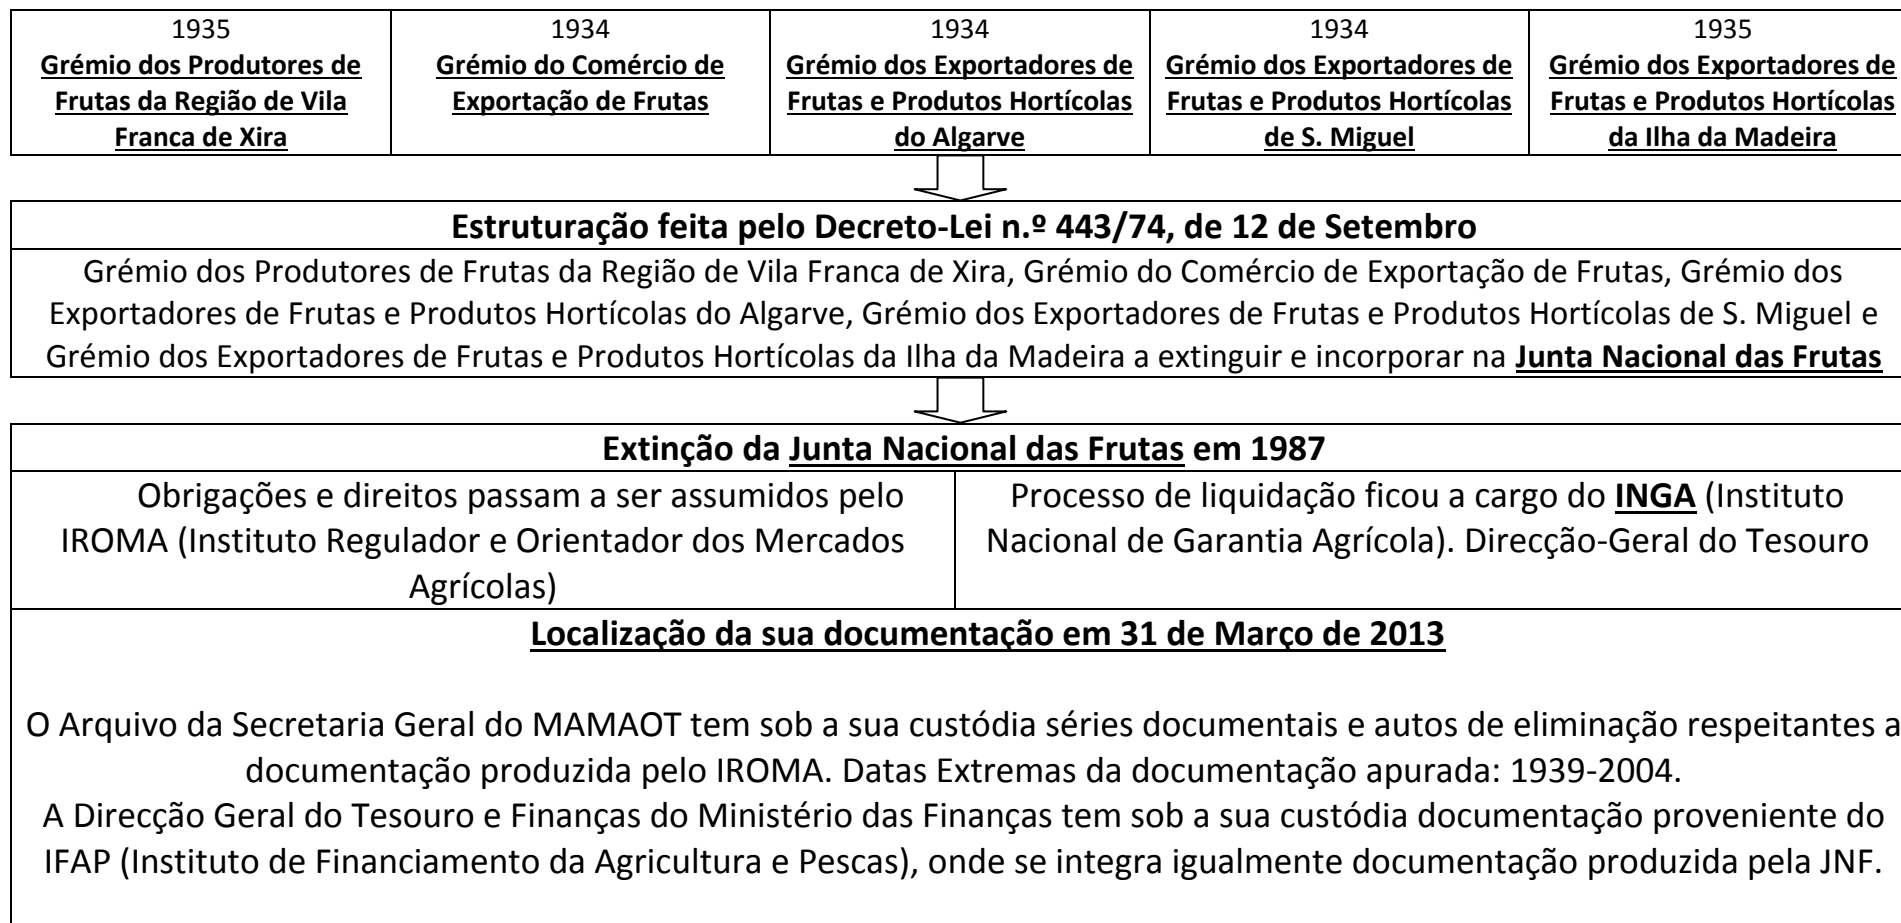 1935
Grémio dos Produtores de
Frutas da Região de Vila
Franca de Xira
1934
Grémio do Comércio de
Exportação de Frutas
1934
Grémio dos Exportadores de
Frutas e Produtos Hortícolas
do Algarve
1934
Grémio dos Exportadores de
Frutas e Produtos Hortícolas
de S. Miguel
1935
Grémio dos Exportadores de
Frutas e Produtos Hortícolas
da Ilha da Madeira
Estruturação feita pelo Decreto-Lei n.º 443/74, de 12 de Setembro
Grémio dos Produtores de Frutas da Região de Vila Franca de Xira, Grémio do Comércio de Exportação de Frutas, Grémio dos
Exportadores de Frutas e Produtos Hortícolas do Algarve, Grémio dos Exportadores de Frutas e Produtos Hortícolas de S. Miguel e
Grémio dos Exportadores de Frutas e Produtos Hortícolas da Ilha da Madeira a extinguir e incorporar na Junta Nacional das Frutas
Extinção da Junta Nacional das Frutas em 1987
Obrigações e direitos passam a ser assumidos pelo
IROMA (Instituto Regulador e Orientador dos Mercados
Agrícolas)
Processo de liquidação ficou a cargo do INGA (Instituto
Nacional de Garantia Agrícola). Direcção-Geral do Tesouro
Localização da sua documentação em 31 de Março de 2013
O Arquivo da Secretaria Geral do MAMAOT tem sob a sua custódia séries documentais e autos de eliminação respeitantes a
documentação produzida pelo IROMA. Datas Extremas da documentação apurada: 1939-2004.
A Direcção Geral do Tesouro e Finanças do Ministério das Finanças tem sob a sua custódia documentação proveniente do
IFAP (Instituto de Financiamento da Agricultura e Pescas), onde se integra igualmente documentação produzida pela JNF.